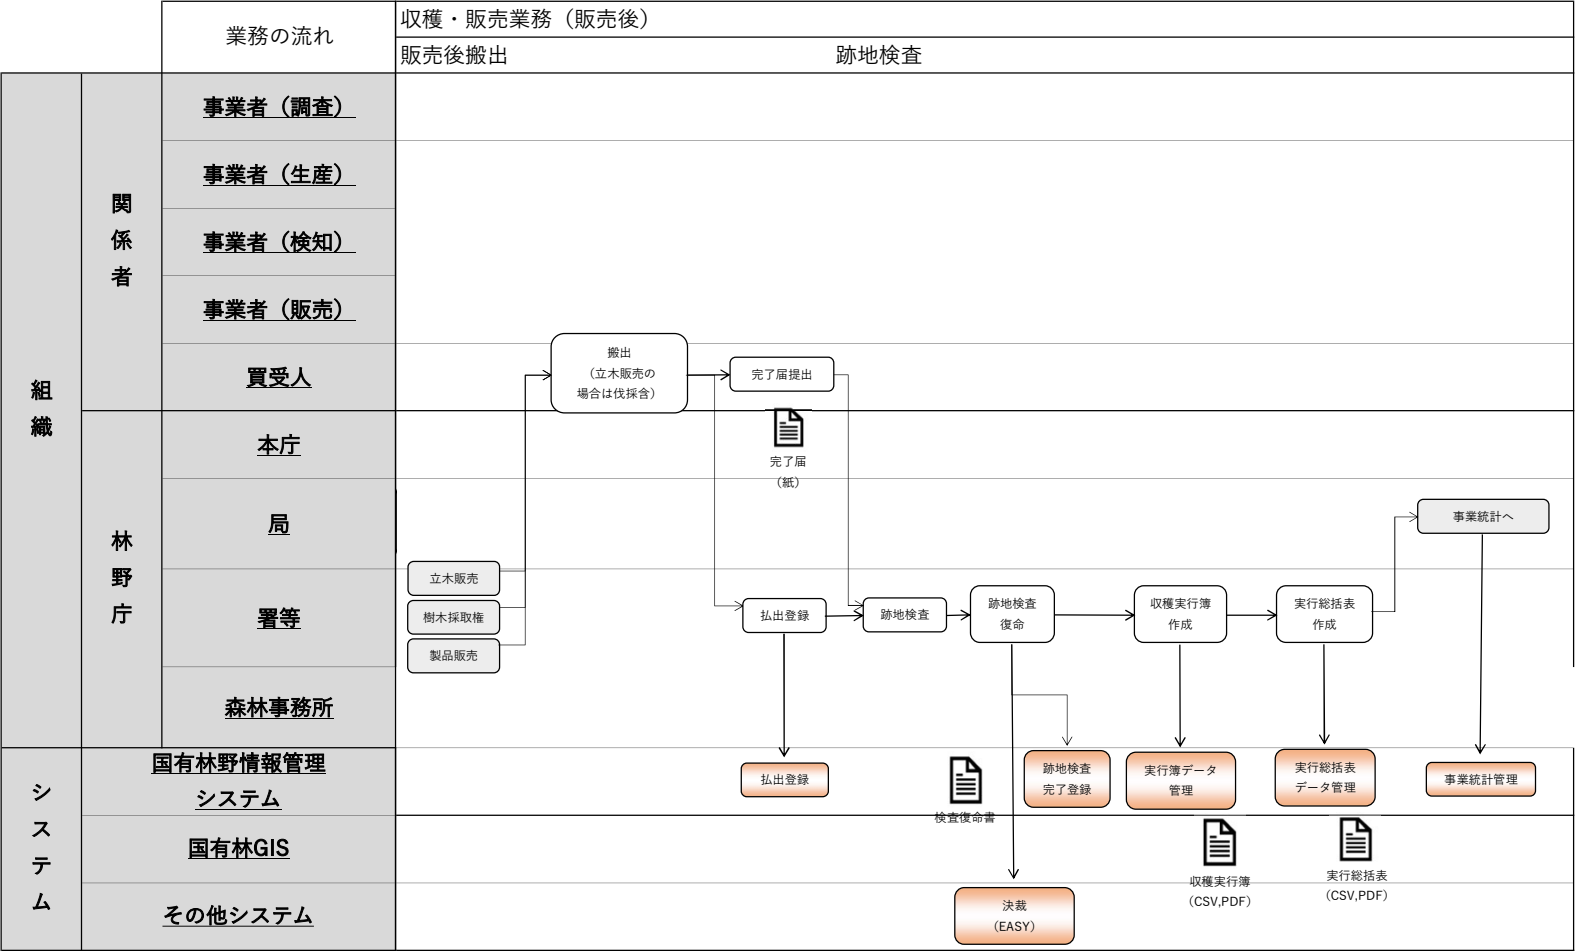 業務の流れ
収穫・販売業務（販売後）
販売後搬出
跡地検査
組織
関係者
事業者（調査）
事業者（生産）
事業者（検知）
事業者（販売）
買受人
搬出
（立木販売の
場合は伐採含）
完了届提出
完了届
（紙）
林野庁
本庁
局
事業統計へ
署等
立木販売
樹木採取権
製品販売
払出登録
跡地検査
跡地検査
復命
収穫実行簿
作成
実行総括表
作成
森林事務所
システム
国有林野情報管理
システム
払出登録
検査復命書
跡地検査
完了登録
実行簿データ
管理
実行総括表
データ管理
事業統計管理
国有林GIS
収穫実行簿
（CSV,PDF）
実行総括表
（CSV,PDF）
その他システム
決裁
（EASY）